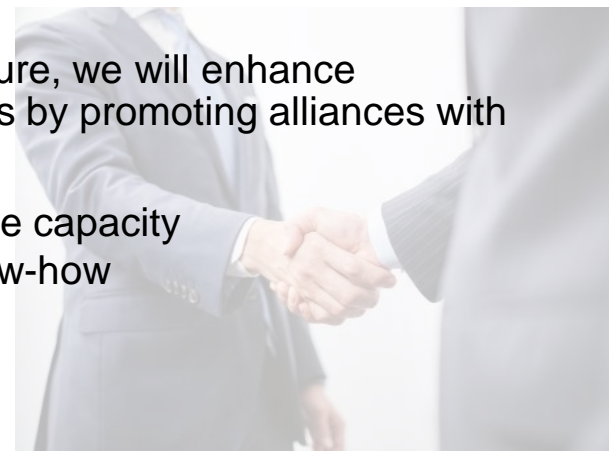 ure, we will enhance
s by promoting alliances with
e capacity
w-how